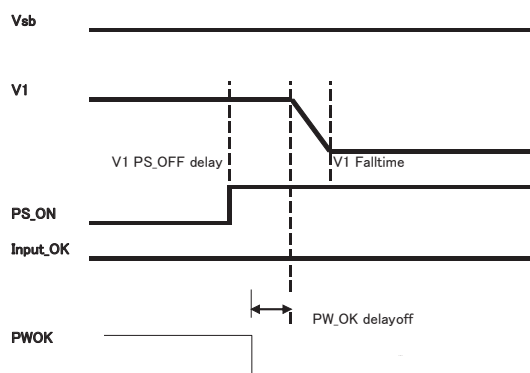 Vsb
V1
V1 PS_OFF delay
V1 Falltime
PS_ON
Input_OK
PW_OK delayoff
PWOK